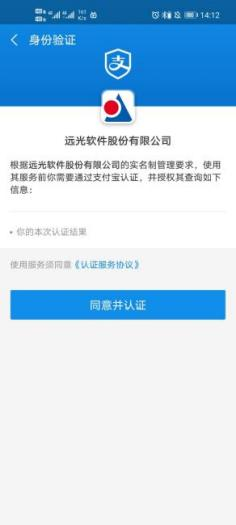 14:12
身份验证
支
远光软件股份有限公司
根据远光软件股份有限公司的实名制管理要求，使用
其服务前你需要通过支付宝认证，并授权其查询如下
信息：
• 你的本次认证结果
使用服务须同意《认证服务协议》
同意并认证